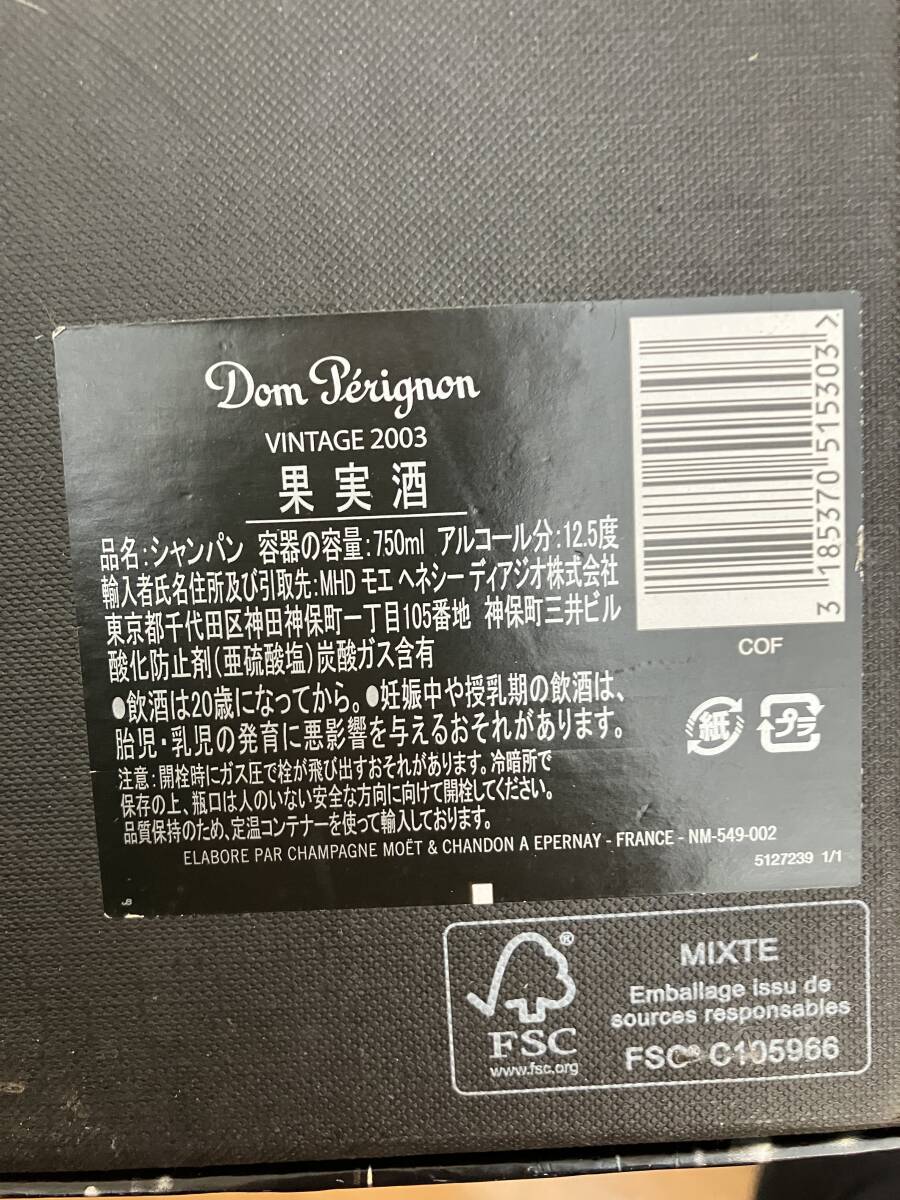 Dom Pérignon
VINTAGE 2003
果実酒
品名:シャンパン 容器の容量:750ml アルコール分:12.5度
輸入者氏名住所及び引取先:MHD モエ ヘネシー ディアジオ株式会社
東京都千代田区神田神保町一丁目105番地 神保町三井ビル
酸化防止剤(亜硫酸塩)炭酸ガス含有
●飲酒は20歳になってから。●妊娠中や授乳期の飲酒は、
胎児・乳児の発育に悪影響を与えるおそれがあります。
注意:開栓時にガス圧で栓が飛び出すおそれがあります。冷暗所で
保存の上、瓶口は人のいない安全な方向に向けて開栓してください。
品質保持のため、定温コンテナーを使って輸入しております。
ELABORE PAR CHAMPAGNE MOËT & CHANDON A EPERNAY - FRANCE - NM-549-002
5127239 1/1
3 185370 515303 >
COF
紙 プラ
JB
FSC®
www.fsc.org
MIXTE
Emballage issu de
sources responsables
FSC® C105966